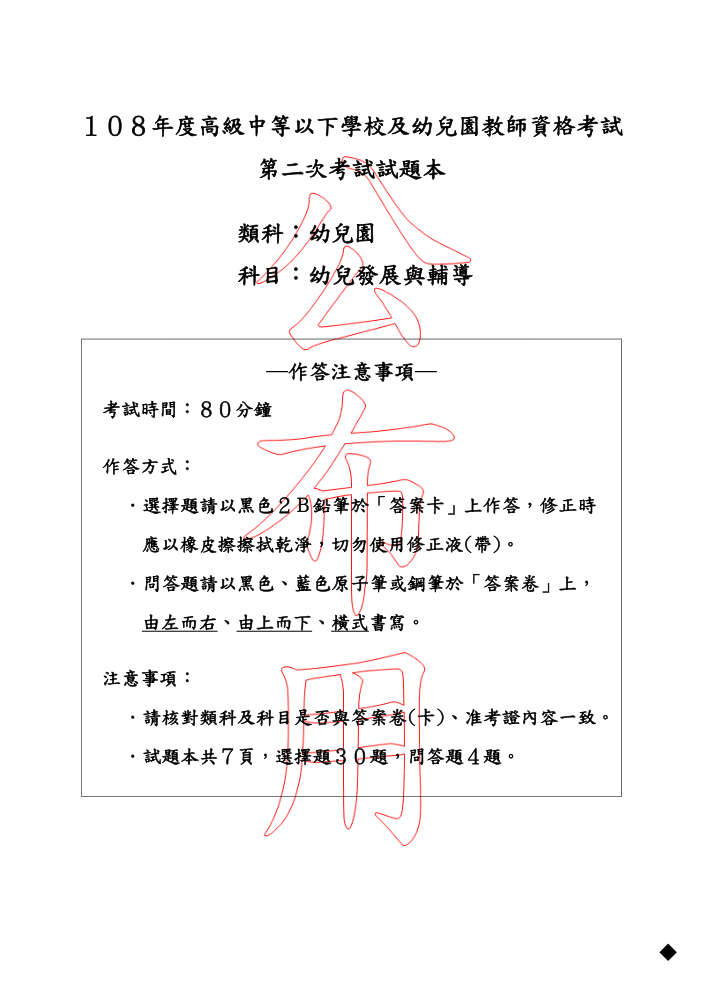 １０８年度高級中等以下學校及幼兒園教師資格考試
第二次考試試題本
類科：幼兒園
科目：幼兒發展與輔導
—作答注意事項—
考試時間：８０分鐘
作答方式：
．選擇題請以黑色２Ｂ鉛筆於「答案卡」上作答，修正時
應以橡皮擦擦拭乾淨，切勿使用修正液(帶)。
．問答題請以黑色、藍色原子筆或鋼筆於「答案卷」上，
由左而右、由上而下、橫式書寫。
注意事項：
．請核對類科及科目是否與答案卷(卡)、准考證內容一致。
．試題本共７頁，選擇題３０題，問答題４題。
公
布
用